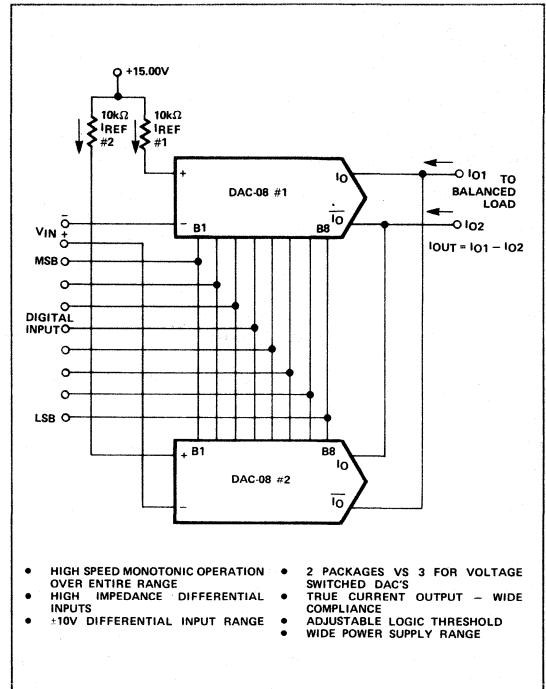 +15.00V
10kΩ
IREF
#2
10kΩ
IREF
#1
+
DAC-08 #1
IO
IO1
TO
BALANCED
LOAD
−
VIN
+
−
B1
B8
IO
IO2
IOUT = IO1 − IO2
MSB
DIGITAL
INPUT
LSB
+
B1
B8
IO
DAC-08 #2
−
IO
• HIGH SPEED MONOTONIC OPERATION
OVER ENTIRE RANGE
• HIGH IMPEDANCE DIFFERENTIAL
INPUTS
• ±10V DIFFERENTIAL INPUT RANGE
• 2 PACKAGES VS 3 FOR VOLTAGE
SWITCHED DAC'S
• TRUE CURRENT OUTPUT – WIDE
COMPLIANCE
• ADJUSTABLE LOGIC THRESHOLD
• WIDE POWER SUPPLY RANGE